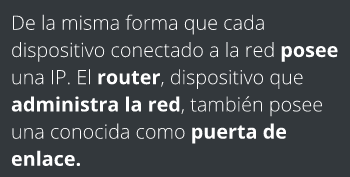 De la misma forma que cada
dispositivo conectado a la red posee
una IP. El router, dispositivo que
administra la red, también posee
una conocida como puerta de
enlace.